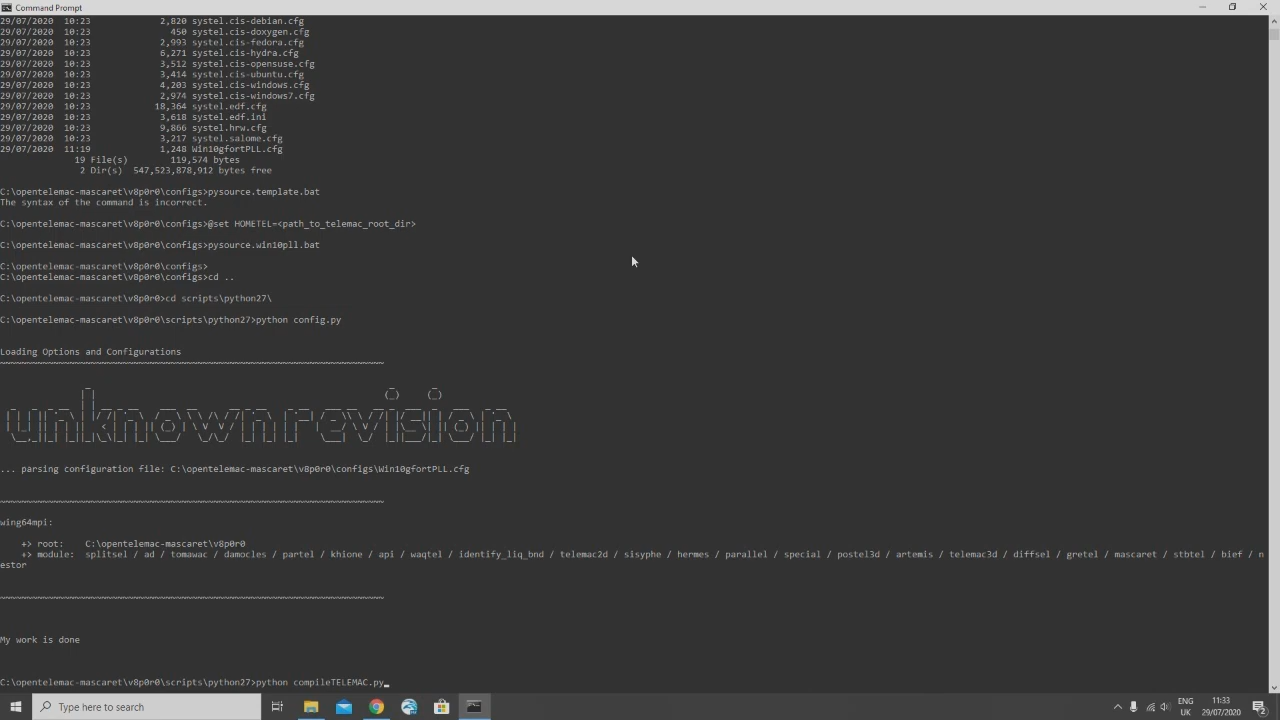 Command Prompt
29/07/2020  10:23             2,820 systel.cis-debian.cfg
29/07/2020  10:23               450 systel.cis-doxygen.cfg
29/07/2020  10:23             2,993 systel.cis-fedora.cfg
29/07/2020  10:23             6,271 systel.cis-hydra.cfg
29/07/2020  10:23             3,512 systel.cis-opensuse.cfg
29/07/2020  10:23             3,414 systel.cis-ubuntu.cfg
29/07/2020  10:23             4,203 systel.cis-windows.cfg
29/07/2020  10:23             2,974 systel.cis-windows7.cfg
29/07/2020  10:23            18,364 systel.edf.cfg
29/07/2020  10:23             3,618 systel.edf.ini
29/07/2020  10:23             9,866 systel.hrw.cfg
29/07/2020  10:23             3,217 systel.salome.cfg
29/07/2020  11:19             1,248 Win10gfortPLL.cfg
19 File(s)        119,574 bytes
2 Dir(s)  547,523,878,912 bytes free
C:\opentelemac-mascaret\v8p0r0\configs>pysource.template.bat
The syntax of the command is incorrect.
C:\opentelemac-mascaret\v8p0r0\configs>@set HOMETEL=<path_to_telemac_root_dir>
C:\opentelemac-mascaret\v8p0r0\configs>pysource.win10pll.bat
C:\opentelemac-mascaret\v8p0r0\configs>
C:\opentelemac-mascaret\v8p0r0\configs>cd ..
C:\opentelemac-mascaret\v8p0r0>cd scripts\python27\
C:\opentelemac-mascaret\v8p0r0\scripts\python27>python config.py
Loading Options and Configurations
~~~~~~~~~~~~~~~~~~~~~~~~~~~~~~~~~~~~~~~~~~~~~~~~~~~~~~~~~~~~~~~~~~~~~~~~
unknownrevision
... parsing configuration file: C:\opentelemac-mascaret\v8p0r0\configs\Win10gfortPLL.cfg
~~~~~~~~~~~~~~~~~~~~~~~~~~~~~~~~~~~~~~~~~~~~~~~~~~~~~~~~~~~~~~~~~~~~~~~~
wing64mpi:
+> root:    C:\opentelemac-mascaret\v8p0r0
+> module:  splitsel / ad / tomawac / damocles / partel / khione / api / waqtel / identify_liq_bnd / telemac2d / sisyphe / hermes / parallel / special / postel3d / artemis / telemac3d / diffsel / gretel / mascaret / stbtel / bief / n
estor
~~~~~~~~~~~~~~~~~~~~~~~~~~~~~~~~~~~~~~~~~~~~~~~~~~~~~~~~~~~~~~~~~~~~~~~~
My work is done
C:\opentelemac-mascaret\v8p0r0\scripts\python27>python compileTELEMAC.py
Type here to search
ENG
UK
11:33
29/07/2020
2